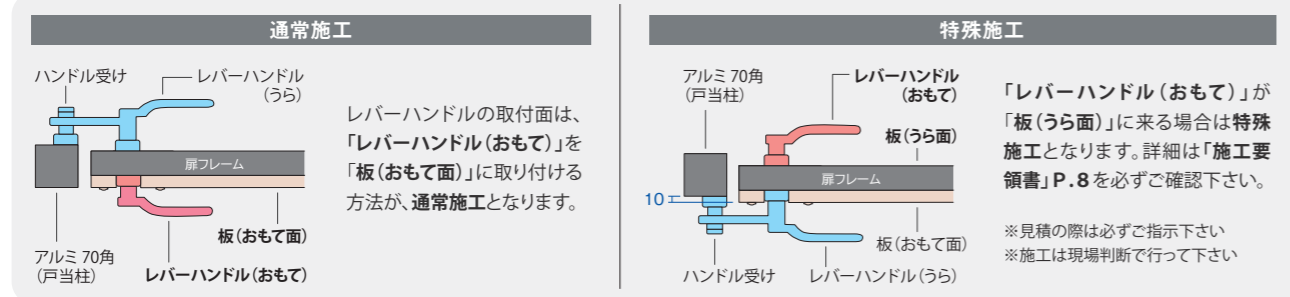 通常施工
ハンドル受け
レバーハンドル
(うら)
扉フレーム
アルミ70角
(戸当柱)
板(おもて面)
レバーハンドル(おもて)
レバーハンドルの取付面は、
「レバーハンドル(おもて)」を
「板(おもて面)」に取り付ける
方法が、通常施工となります。
特殊施工
アルミ70角
(戸当柱)
レバーハンドル
(おもて)
板(うら面)
扉フレーム
10
板(おもて面)
ハンドル受け
レバーハンドル(うら)
「レバーハンドル(おもて)」が
「板(うら面)」に来る場合は特殊
施工となります。詳細は「施工要
領書」P.8を必ずご確認下さい。
※見積の際は必ずご指示下さい
※施工は現場判断で行って下さい